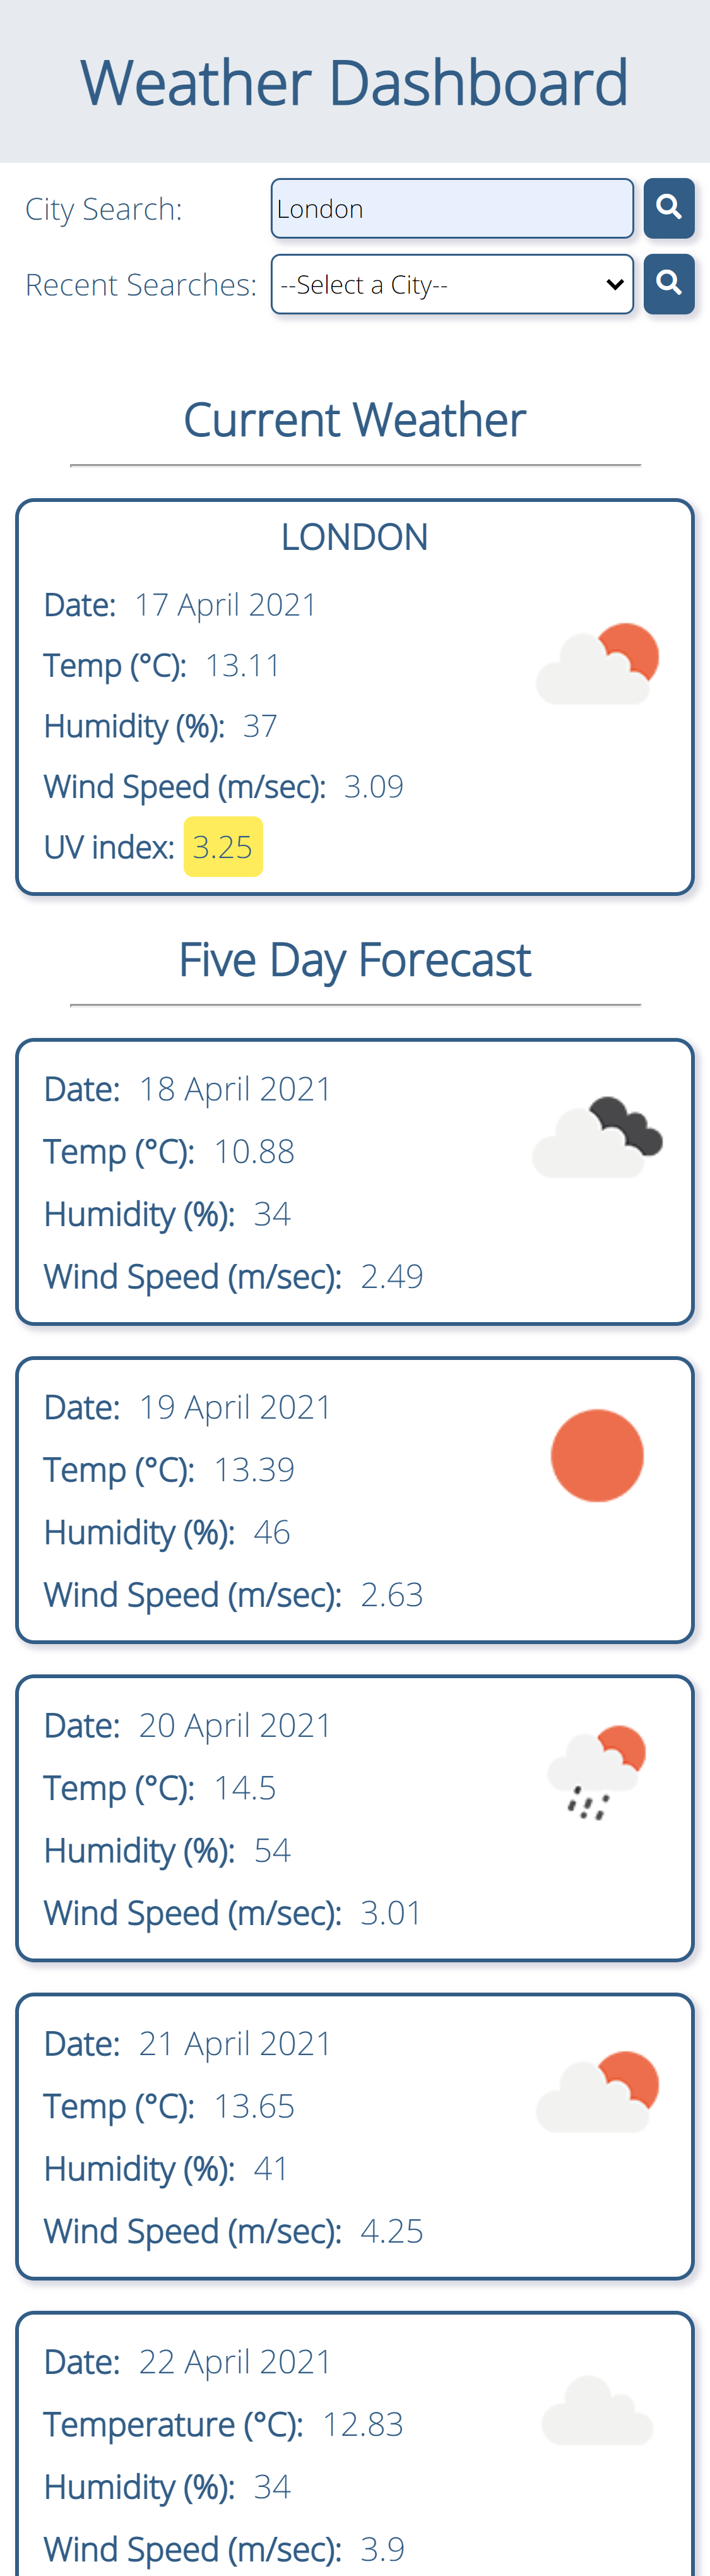 Weather Dashboard
City Search: London
Recent Searches: --Select a City--
Current Weather
LONDON
Date: 17 April 2021
Temp (°C): 13.11
Humidity (%): 37
Wind Speed (m/sec): 3.09
UV index: 3.25
Five Day Forecast
Date: 18 April 2021
Temp (°C): 10.88
Humidity (%): 34
Wind Speed (m/sec): 2.49
Date: 19 April 2021
Temp (°C): 13.39
Humidity (%): 46
Wind Speed (m/sec): 2.63
Date: 20 April 2021
Temp (°C): 14.5
Humidity (%): 54
Wind Speed (m/sec): 3.01
Date: 21 April 2021
Temp (°C): 13.65
Humidity (%): 41
Wind Speed (m/sec): 4.25
Date: 22 April 2021
Temperature (°C): 12.83
Humidity (%): 34
Wind Speed (m/sec): 3.9